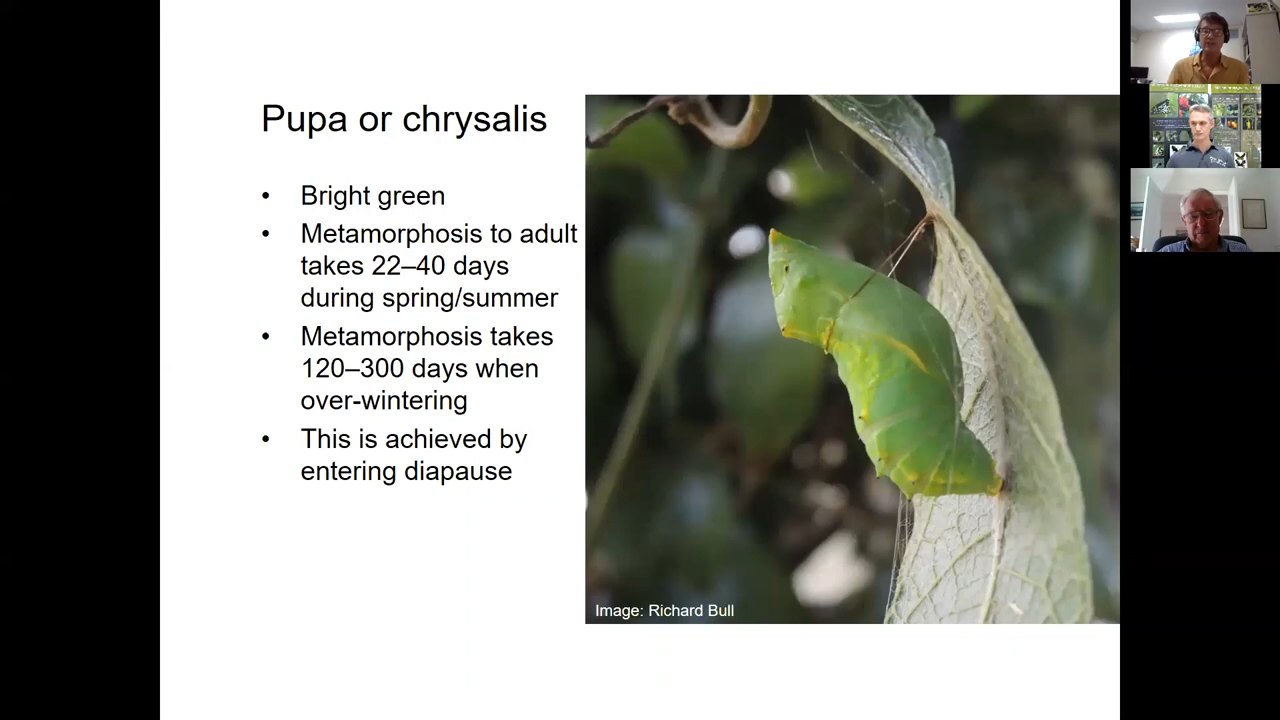 Pupa or chrysalis
• Bright green
• Metamorphosis to adult
takes 22–40 days
during spring/summer
• Metamorphosis takes
120–300 days when
over-wintering
• This is achieved by
entering diapause
Image: Richard Bull